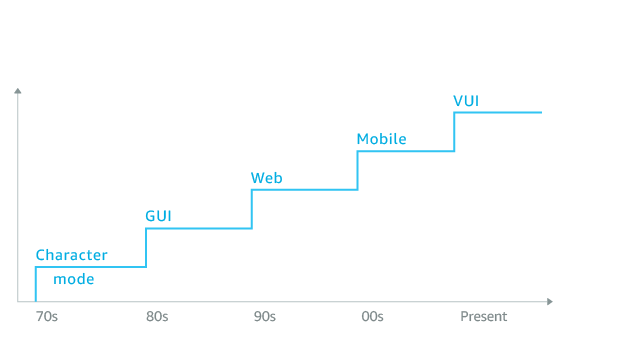 VUI
Mobile
Web
GUI
Character
mode
70s 80s 90s 00s Present